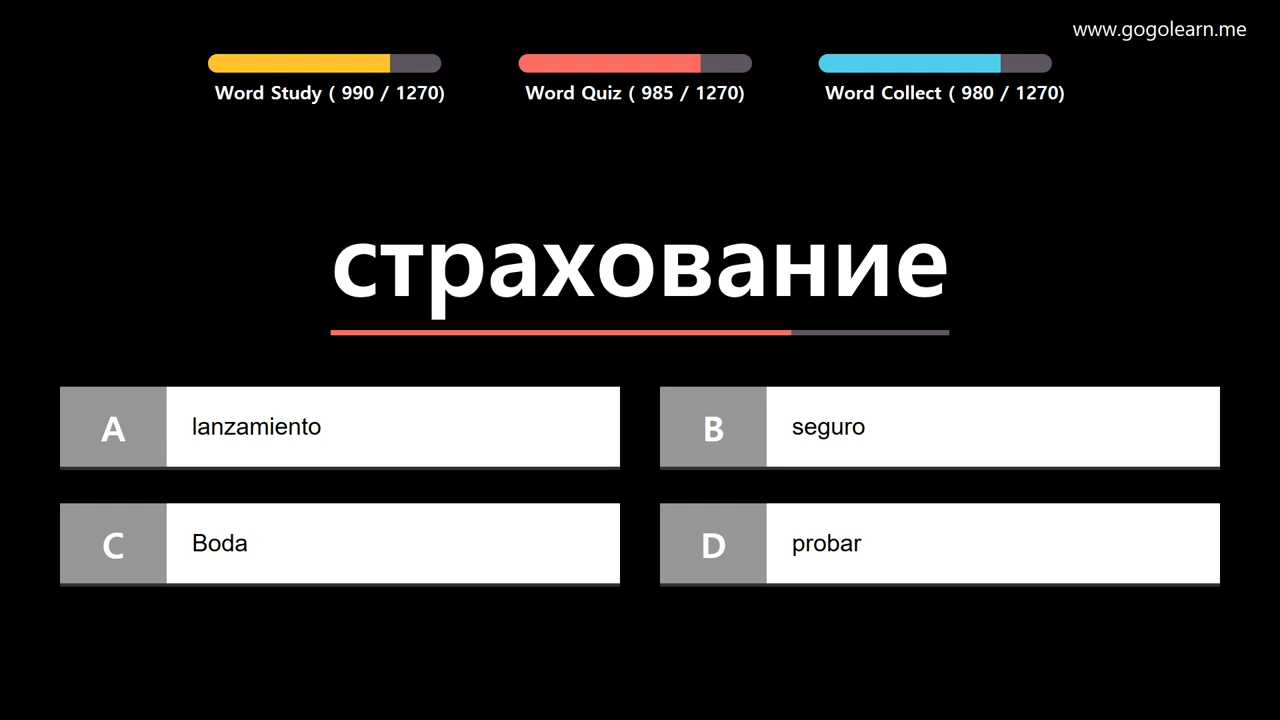 www.gogolearn.me
Word Study ( 990 / 1270)
Word Quiz ( 985 / 1270)
Word Collect ( 980 / 1270)
страхование
A lanzamiento
B seguro
C Boda
D probar